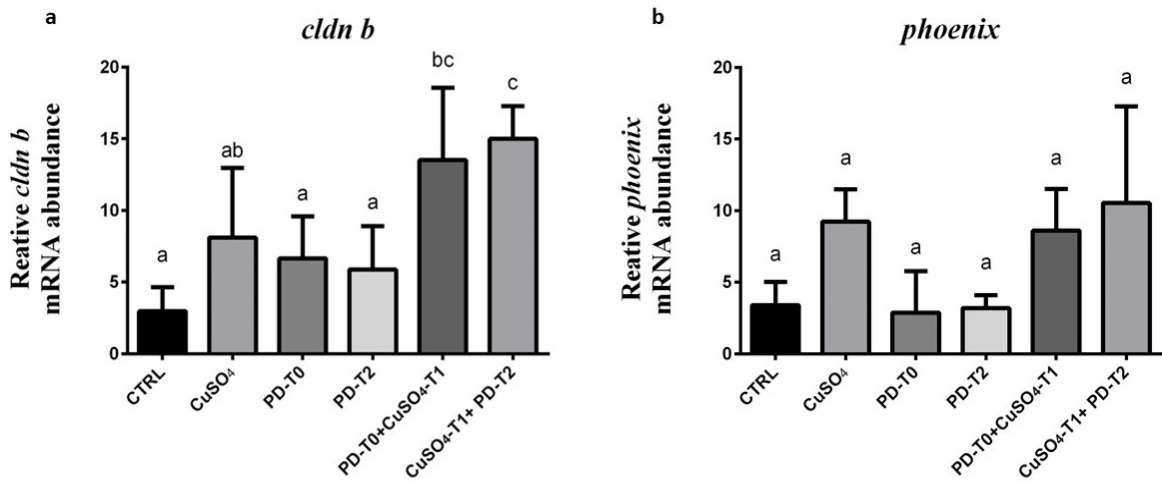 a
cldn b
Reative cldn b
mRNA abundance
20
15
10
5
0
a
ab
a
a
bc
c
CTRL
CuSO₄
PD-T0
PD-T2
PD-T0+CuSO₄-T1
CuSO₄-T1+ PD-T2
b
phoenix
Reative phoenix
mRNA abundance
20
15
10
5
0
a
a
a
a
a
a
CTRL
CuSO₄
PD-T0
PD-T2
PD-T0+CuSO₄-T1
CuSO₄-T1+ PD-T2